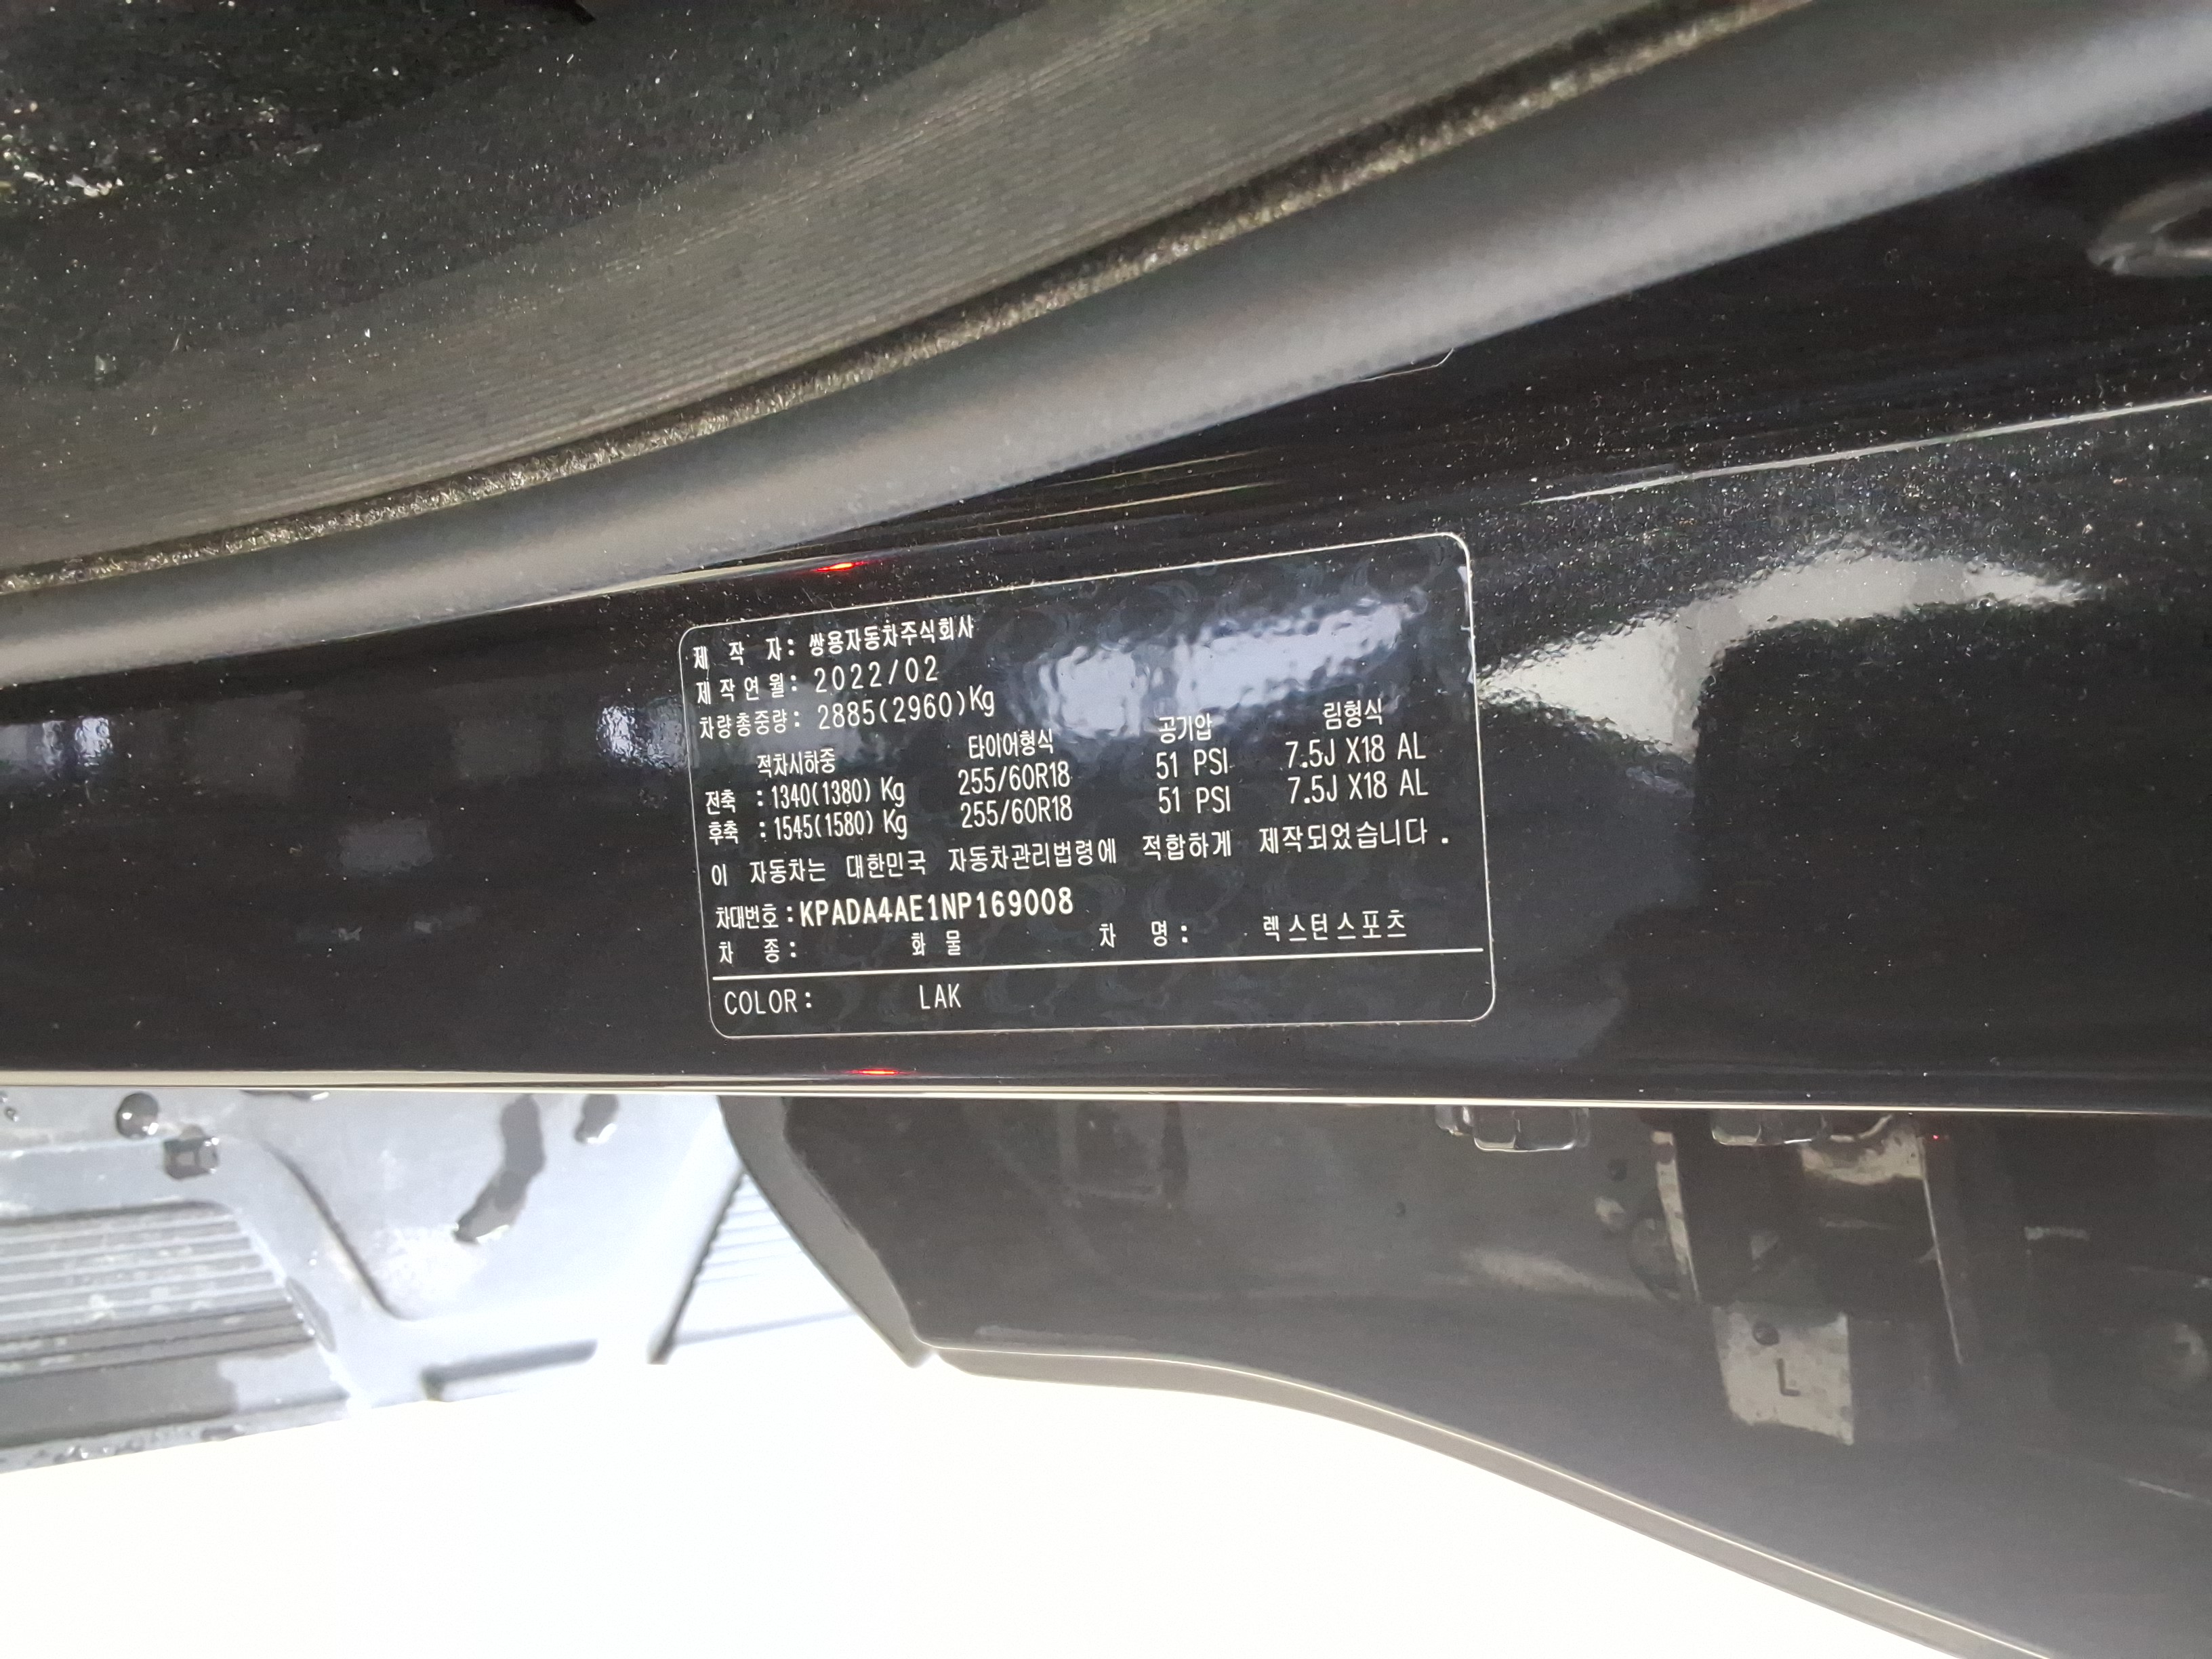 제 작 자: 쌍용자동차주식회사
제작연월: 2022/02
차량총중량: 2885(2960)Kg
적차시하중 타이어형식 공기압 림형식
전축 :1340(1380) Kg 255/60R18 51 PSI 7.5J X18 AL
후축 :1545(1580) Kg 255/60R18 51 PSI 7.5J X18 AL
이 자동차는 대한민국 자동차관리법령에 적합하게 제작되었습니다.
차대번호:KPADA4AE1NP169008
차 종: 화 물 차 명: 렉스턴스포츠
COLOR: LAK
L